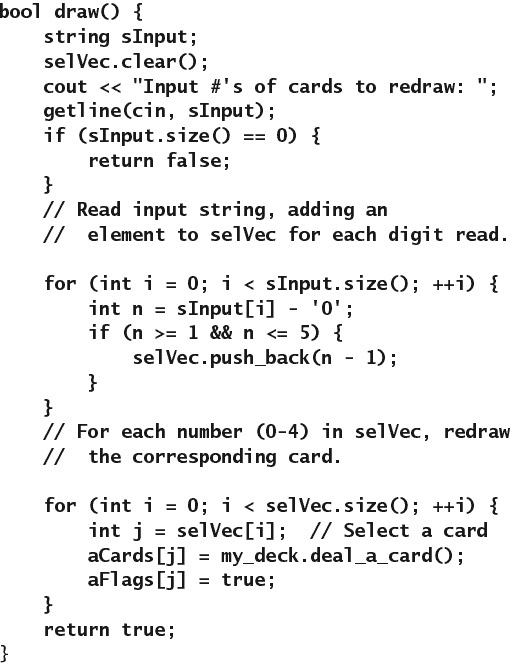 bool draw() {
    string sInput;
    selVec.clear();
    cout << "Input #'s of cards to redraw: ";
    getline(cin, sInput);
    if (sInput.size() == 0) {
        return false;
    }
    // Read input string, adding an
    //  element to selVec for each digit read.

    for (int i = 0; i < sInput.size(); ++i) {
        int n = sInput[i] - '0';
        if (n >= 1 && n <= 5) {
            selVec.push_back(n - 1);
        }
    }
    // For each number (0-4) in selVec, redraw
    //  the corresponding card.

    for (int i = 0; i < selVec.size(); ++i) {
        int j = selVec[i];  // Select a card
        aCards[j] = my_deck.deal_a_card();
        aFlags[j] = true;
    }
    return true;
}